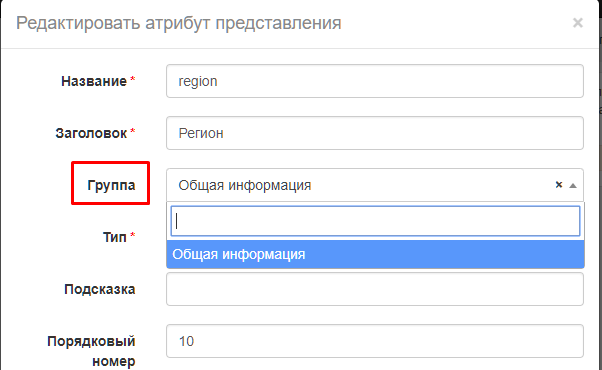 Редактировать атрибут представления ×
Название * region
Заголовок * Регион
Группа Общая информация ×
Тип *
Общая информация
Подсказка
Порядковый номер 10